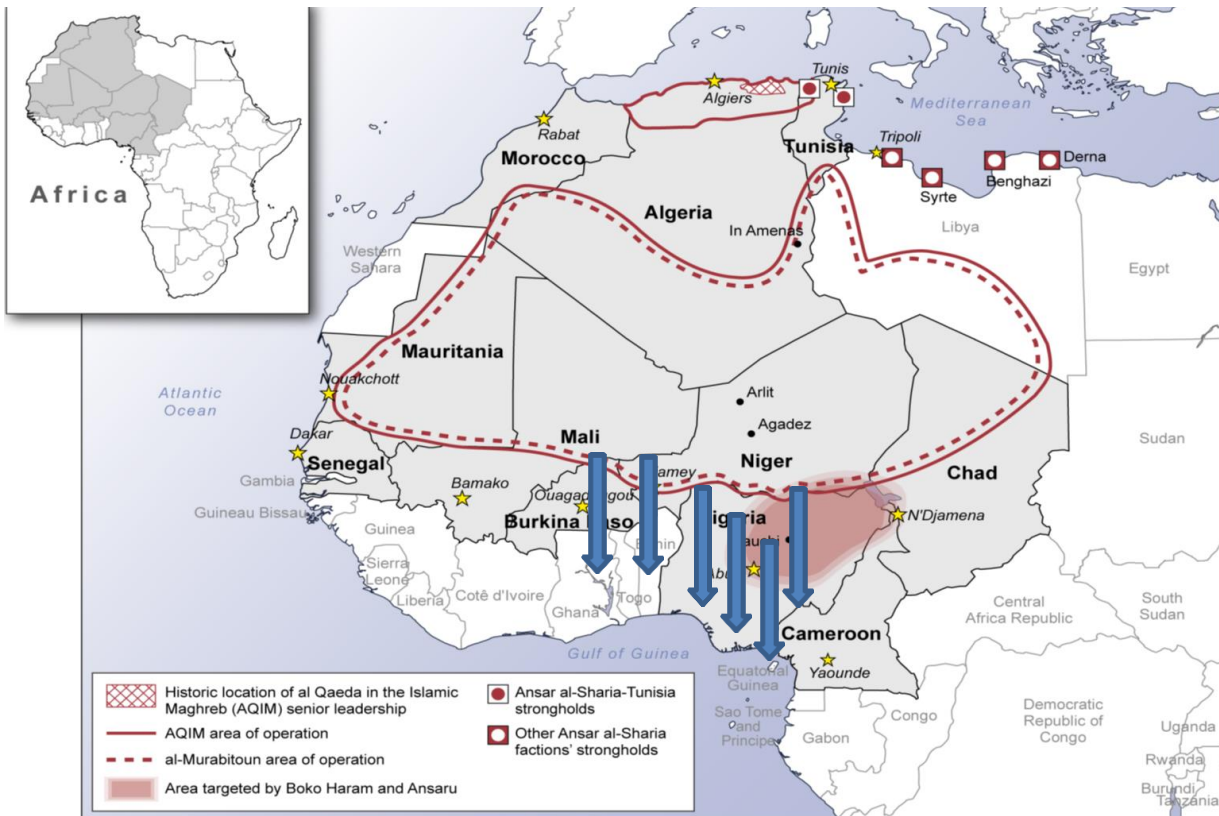 Africa
Algiers
Tunis
Mediterranean
Sea
Rabat
Morocco
Tunisia
Tripoli
Derna
Benghazi
Syrte
Algeria
In Amenas
Libya
Western
Sahara
Egypt
Mauritania
Nouakchott
Atlantic
Ocean
Arlit
Agadez
Dakar
Mali
Niger
Chad
Sudan
Senegal
Gambia
Bamako
Guineau Bissau
Burkina
N'Djamena
Guinea
Sierra
Leone
Liberia
Cotê d'Ivoire
Ghana
Togo
Central
Africa Republic
South
Sudan
Cameroon
Yaounde
Gulf of Guinea
Equatorial
Guinea
Sao Tome
and
Principe
Gabon
Congo
Democratic
Republic of
Congo
Uganda
Rwanda
Burundi
Tanzania
Historic location of al Qaeda in the Islamic
Maghreb (AQIM) senior leadership
AQIM area of operation
al-Murabitoun area of operation
Area targeted by Boko Haram and Ansaru
Ansar al-Sharia-Tunisia
strongholds
Other Ansar al-Sharia
factions' strongholds